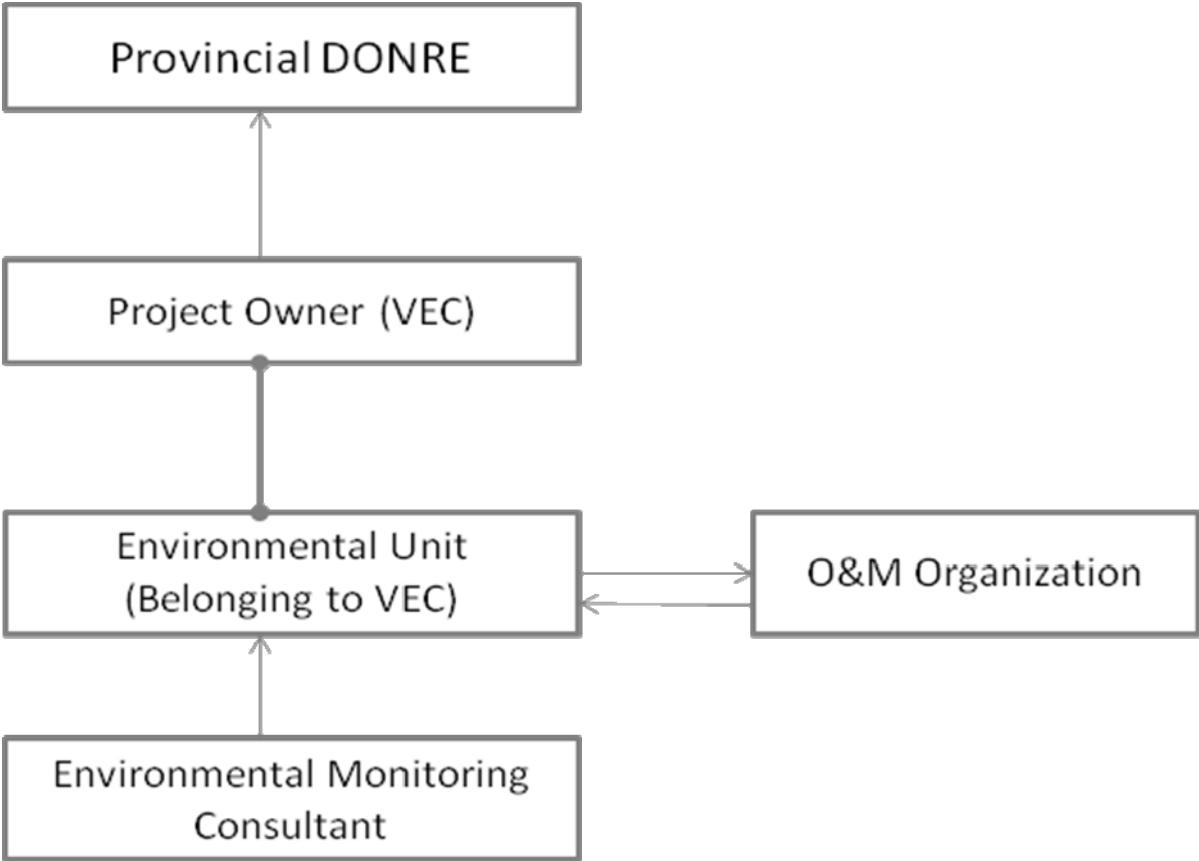 Provincial DONRE
Project Owner (VEC)
Environmental Unit
(Belonging to VEC)
O&M Organization
Environmental Monitoring
Consultant